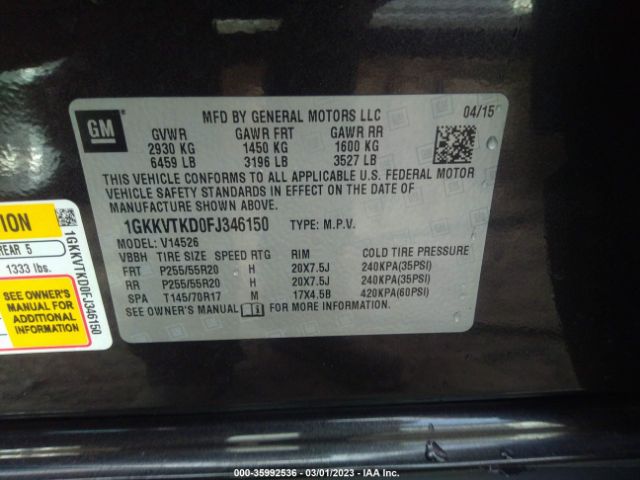 GM
MFD BY GENERAL MOTORS LLC 04/15
GVWR GAWR FRT GAWR RR
2930 KG 1450 KG 1600 KG
6459 LB 3196 LB 3527 LB
THIS VEHICLE CONFORMS TO ALL APPLICABLE U.S. FEDERAL MOTOR
VEHICLE SAFETY STANDARDS IN EFFECT ON THE DATE OF
MANUFACTURE SHOWN ABOVE.
1GKKVTKD0FJ346150 TYPE: M.P.V.
MODEL: V14526
VBBH TIRE SIZE SPEED RTG RIM COLD TIRE PRESSURE
FRT P255/55R20 H 20X7.5J 240KPA(35PSI)
RR P255/55R20 H 20X7.5J 240KPA(35PSI)
SPA T145/70R17 M 17X4.5B 420KPA(60PSI)
SEE OWNER'S MANUAL FOR MORE INFORMATION.
REAR 5
1333 lbs.
SEE OWNER'S
MANUAL FOR
ADDITIONAL
INFORMATION
1GKKVTKD0FJ346150
000-35992536 - 03/01/2023 - IAA Inc.